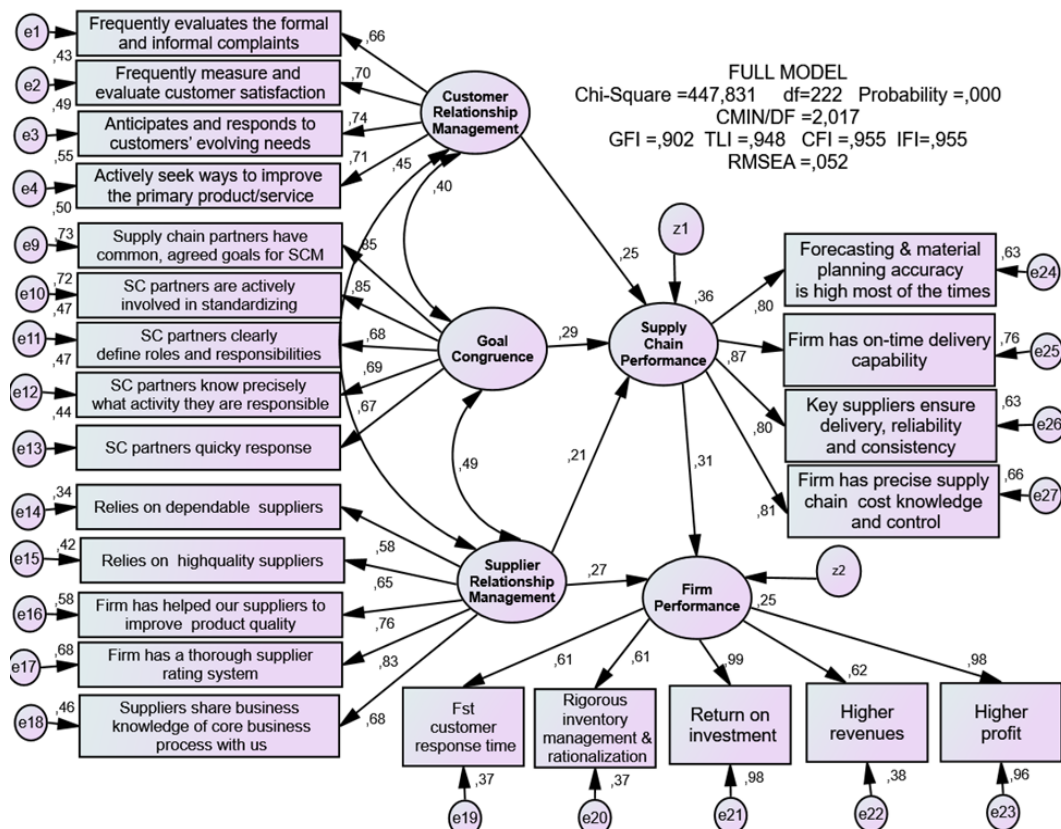 e1
Frequently evaluates the formal
and informal complaints
,66
,43
e2
Frequently measure and
evaluate customer satisfaction
,70
,49
e3
Anticipates and responds to
customers' evolving needs
,74
,55
e4
Actively seek ways to improve
the primary product/service
,71
,50
Customer
Relationship
Management
,45
,40
FULL MODEL
Chi-Square =447,831 df=222 Probability =,000
CMIN/DF =2,017
GFI =,902 TLI =,948 CFI =,955 IFI=,955
RMSEA =,052
e9
,73
Supply chain partners have
common, agreed goals for SCM
,85
e10
,72
SC partners are actively
involved in standardizing
,85
,47
e11
SC partners clearly
define roles and responsibilities
,68
,47
e12
SC partners know precisely
what activity they are responsible
,69
,44
e13
SC partners quicky response
,67
Goal
Congruence
,29
,25
z1
,36
Supply
Chain
Performance
,80
Forecasting & material
planning accuracy
is high most of the times
,63
e24
,87
Firm has on-time delivery
capability
,76
e25
,80
Key suppliers ensure
delivery, reliability
and consistency
,63
e26
,81
Firm has precise supply
chain cost knowledge
and control
,66
e27
,49
,21
,31
e14
,34
Relies on dependable suppliers
,58
e15
,42
Relies on highquality suppliers
,65
e16
,58
Firm has helped our suppliers to
improve product quality
,76
e17
,68
Firm has a thorough supplier
rating system
,83
e18
,46
Suppliers share business
knowledge of core business
process with us
,68
Supplier
Relationship
Management
,27
Firm
Performance
z2
,25
,61
,61
,99
,62
,98
Fst
customer
response time
Rigorous
inventory
management &
rationalization
Return on
investment
Higher
revenues
Higher
profit
,37
,37
,98
,38
,96
e19
e20
e21
e22
e23